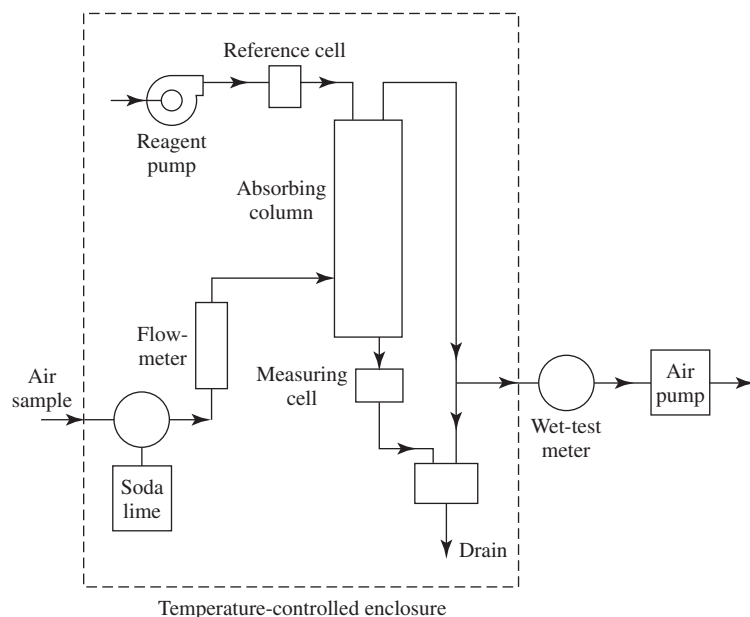 Reference cell
Reagent
pump
Absorbing
column
Flow-
meter
Air
sample
Measuring
cell
Air
pump
Wet-test
meter
Soda
lime
Drain
Temperature-controlled enclosure